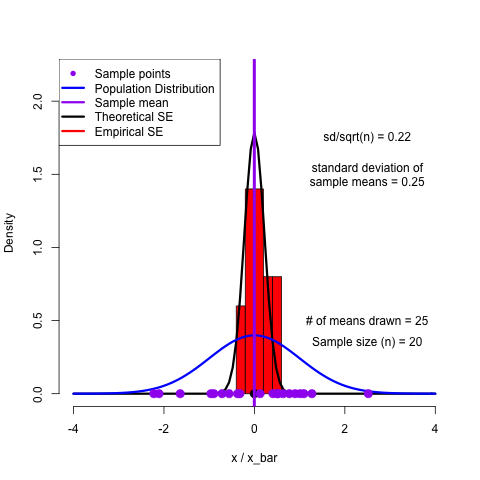 Sample points
Population Distribution
Sample mean
Theoretical SE
Empirical SE
sd/sqrt(n) = 0.22
standard deviation of
sample means = 0.25
# of means drawn = 25
Sample size (n) = 20
Density
2.0
1.5
1.0
0.5
0.0
-4
-2
0
2
4
x / x_bar